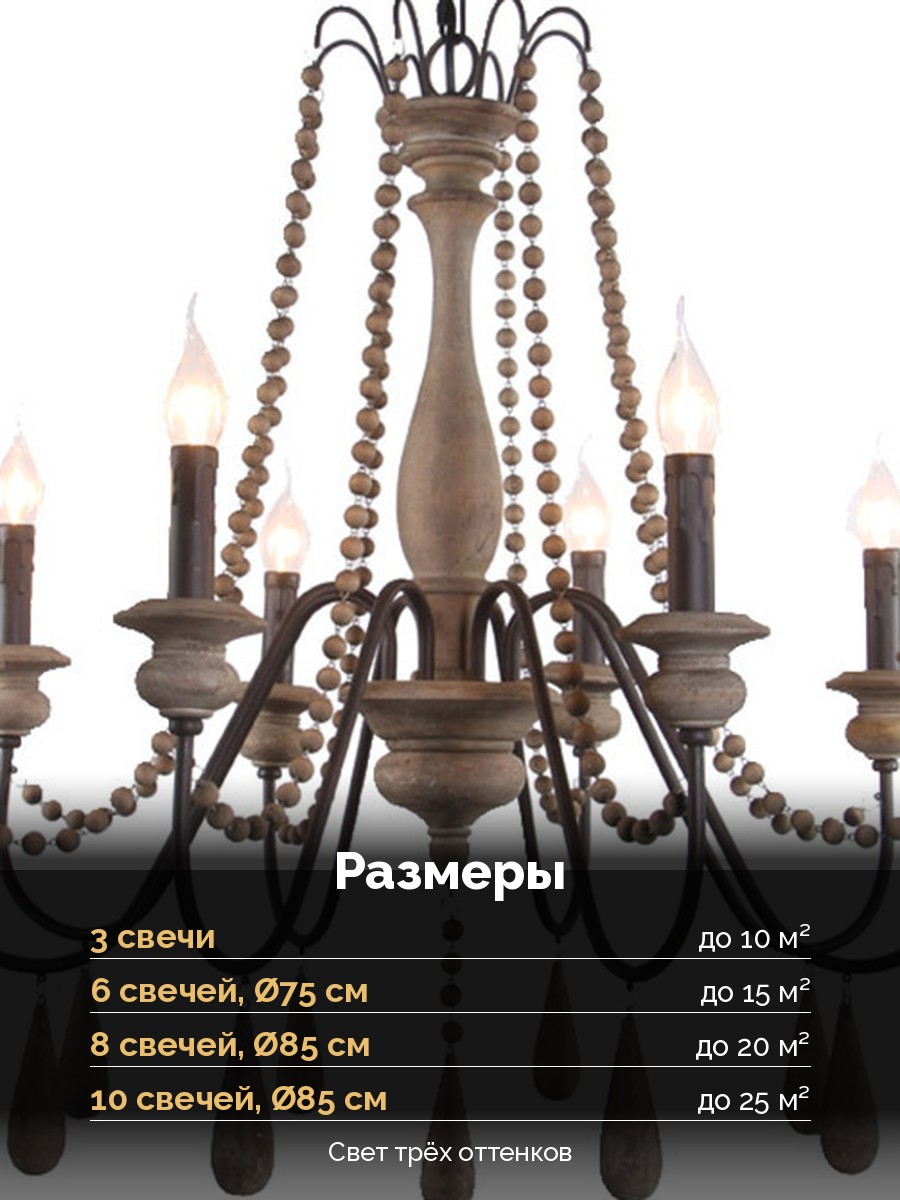 Размеры
3 свечи до 10 м²
6 свечей, Ø75 см до 15 м²
8 свечей, Ø85 см до 20 м²
10 свечей, Ø85 см до 25 м²
Свет трёх оттенков